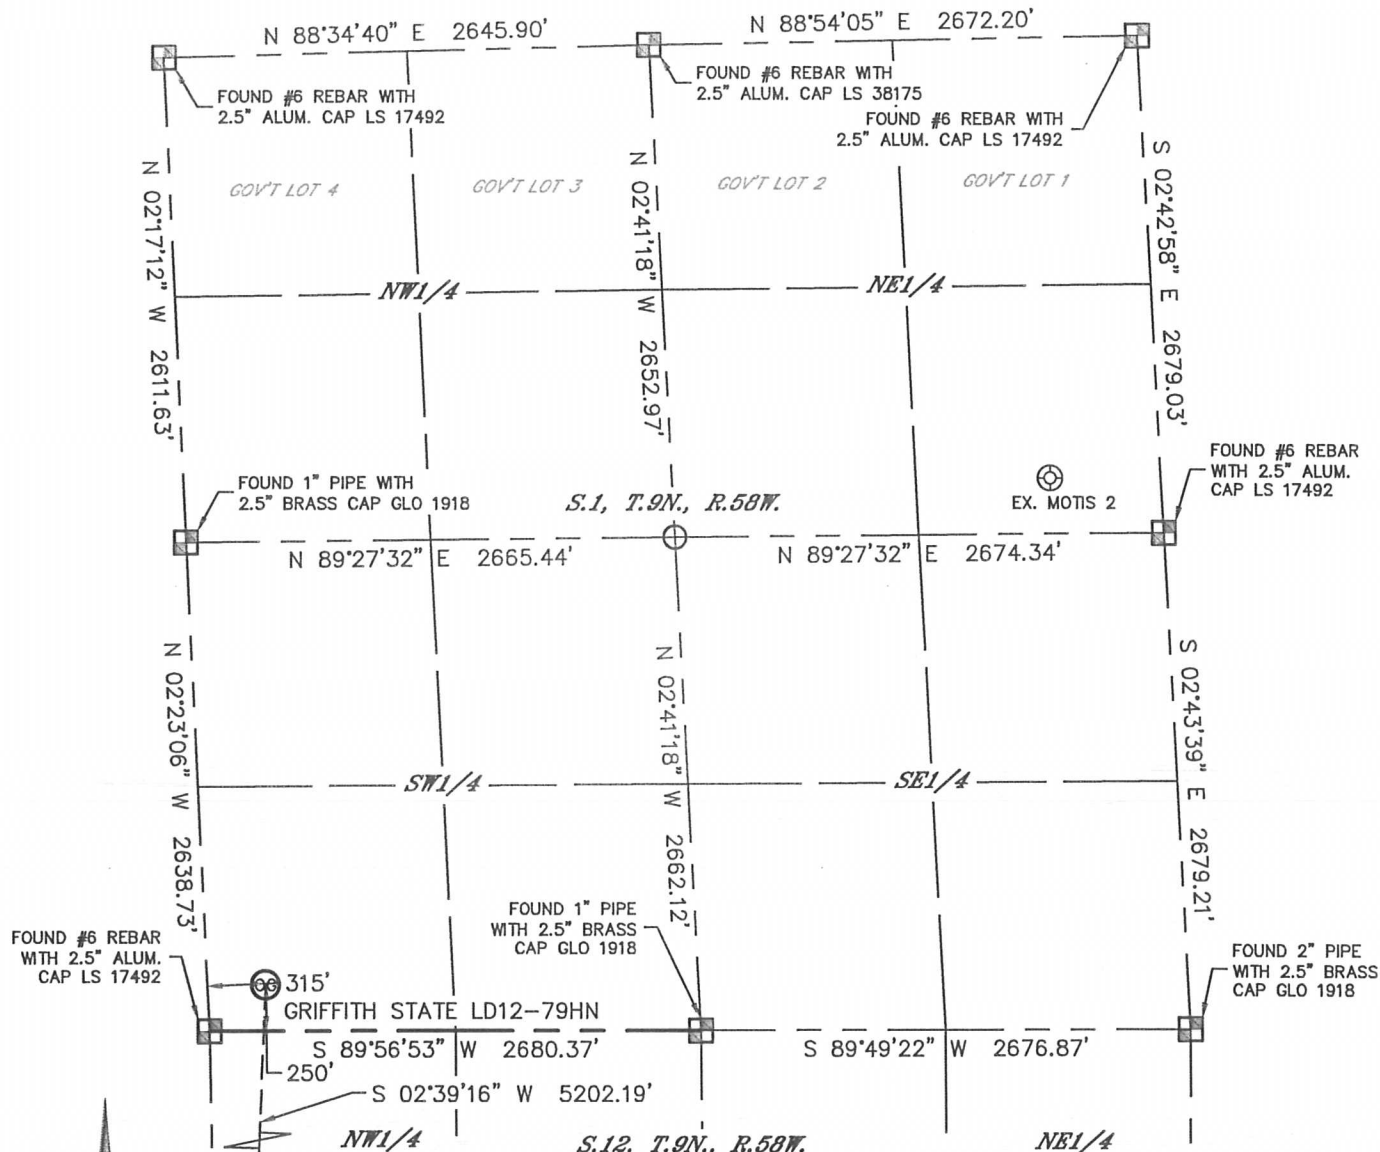 N 88°34'40" E 2645.90'
N 88°54'05" E 2672.20'
FOUND #6 REBAR WITH
2.5" ALUM. CAP LS 17492
FOUND #6 REBAR WITH
2.5" ALUM. CAP LS 38175
FOUND #6 REBAR WITH
2.5" ALUM. CAP LS 17492
N 02°17'12" W 2611.63'
GOV'T LOT 4
GOV'T LOT 3
N 02°41'18" W 2652.97'
GOV'T LOT 2
GOV'T LOT 1
S 02°42'58" E 2679.03'
NW1/4
NE1/4
FOUND 1" PIPE WITH
2.5" BRASS CAP GLO 1918
S.1, T.9N., R.58W.
EX. MOTIS 2
FOUND #6 REBAR
WITH 2.5" ALUM.
CAP LS 17492
N 89°27'32" E 2665.44'
N 89°27'32" E 2674.34'
N 02°23'06" W 2638.73'
N 02°41'18" W 2662.12'
S 02°43'39" E 2679.21'
SW1/4
SE1/4
FOUND #6 REBAR
WITH 2.5" ALUM.
CAP LS 17492
FOUND 1" PIPE
WITH 2.5" BRASS
CAP GLO 1918
FOUND 2" PIPE
WITH 2.5" BRASS
CAP GLO 1918
315'
GRIFFITH STATE LD12-79HN
S 89°56'53" W 2680.37'
S 89°49'22" W 2676.87'
250'
S 02°39'16" W 5202.19'
NW1/4
S.12, T.9N., R.58W.
NE1/4